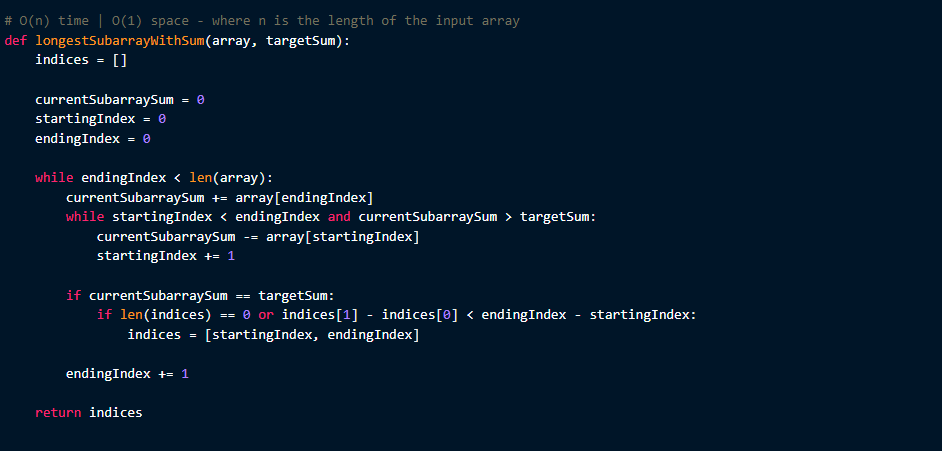 # O(n) time | O(1) space - where n is the length of the input array
def longestSubarrayWithSum(array, targetSum):
    indices = []

    currentSubarraySum = 0
    startingIndex = 0
    endingIndex = 0

    while endingIndex < len(array):
        currentSubarraySum += array[endingIndex]
        while startingIndex < endingIndex and currentSubarraySum > targetSum:
            currentSubarraySum -= array[startingIndex]
            startingIndex += 1

        if currentSubarraySum == targetSum:
            if len(indices) == 0 or indices[1] - indices[0] < endingIndex - startingIndex:
                indices = [startingIndex, endingIndex]

        endingIndex += 1

    return indices